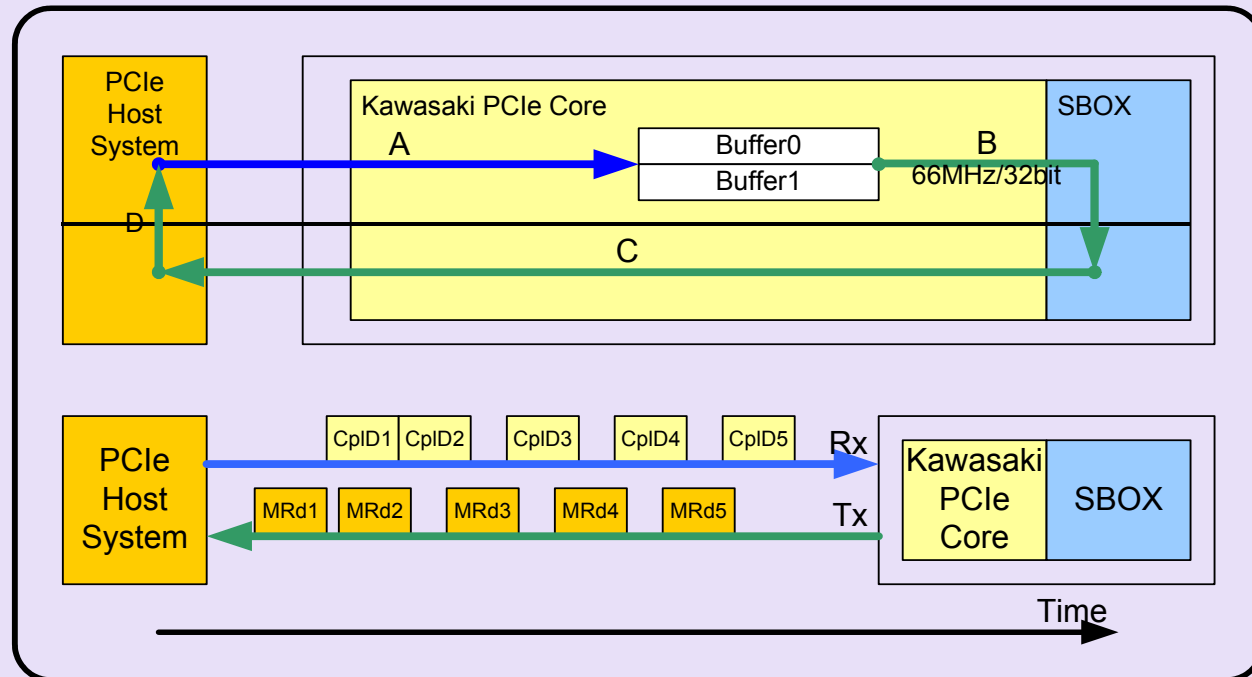 PCIe
Host
System
Kawasaki PCIe Core
SBOX
A
Buffer0
Buffer1
B
66MHz/32bit
D
C
PCIe
Host
System
CplD1
CplD2
CplD3
CplD4
CplD5
Rx
MRd1
MRd2
MRd3
MRd4
MRd5
Tx
Kawasaki
PCIe
Core
SBOX
Time